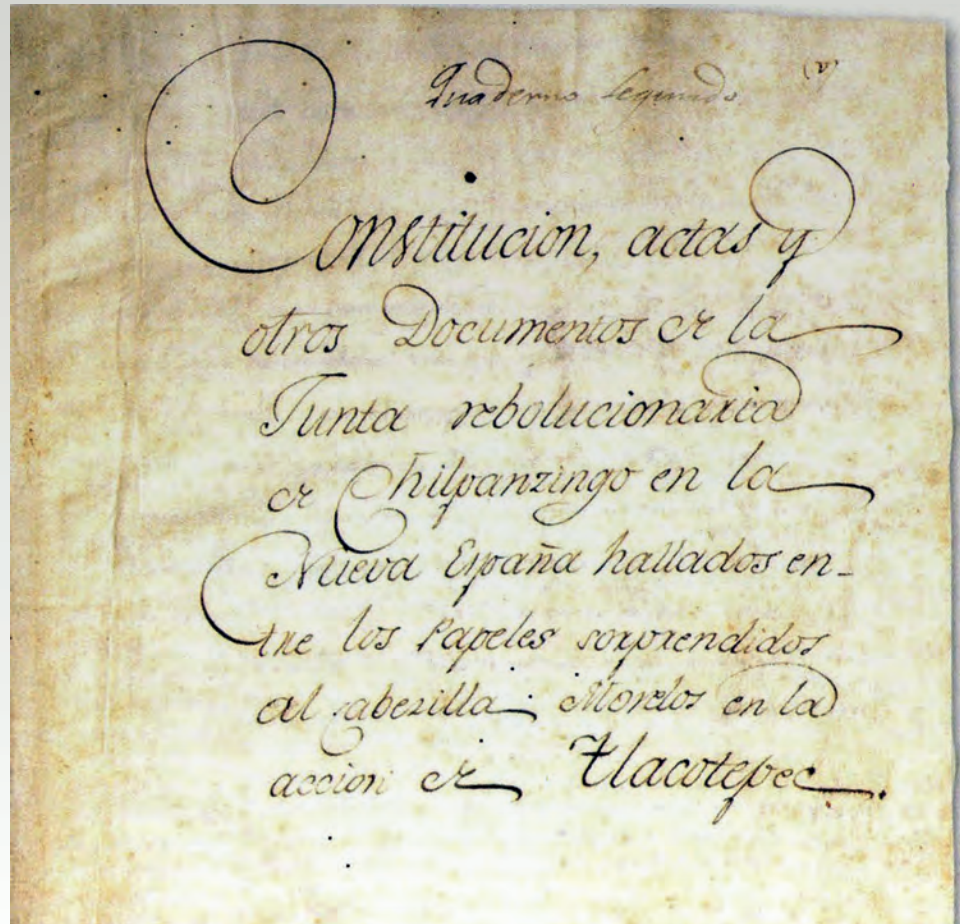 Quaderno Segundo
(a)
Constitucion, actas y
otros Documentos de la
Junta rebolucionaria
de Chilpanzingo en la
Nueva España hallados en-
tre los Papeles sorprendidos
al cabezilla Morelos en la
accion de Tlacotepec.